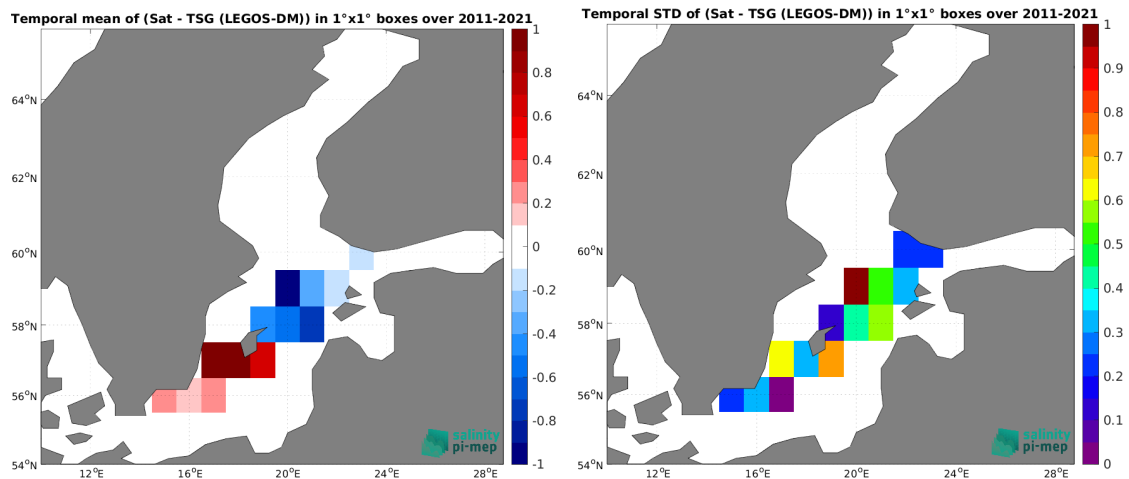 Temporal mean of (Sat - TSG (LEGOS-DM)) in 1°x1° boxes over 2011-2021
64°N
62°N
60°N
58°N
56°N
54°N
12°E
16°E
20°E
24°E
28°E
1
0.8
0.6
0.4
0.2
0
-0.2
-0.4
-0.6
-0.8
-1
salinity
pi-mep
Temporal STD of (Sat - TSG (LEGOS-DM)) in 1°x1° boxes over 2011-2021
64°N
62°N
60°N
58°N
56°N
54°N
12°E
16°E
20°E
24°E
28°E
1
0.9
0.8
0.7
0.6
0.5
0.4
0.3
0.2
0.1
0
salinity
pi-mep